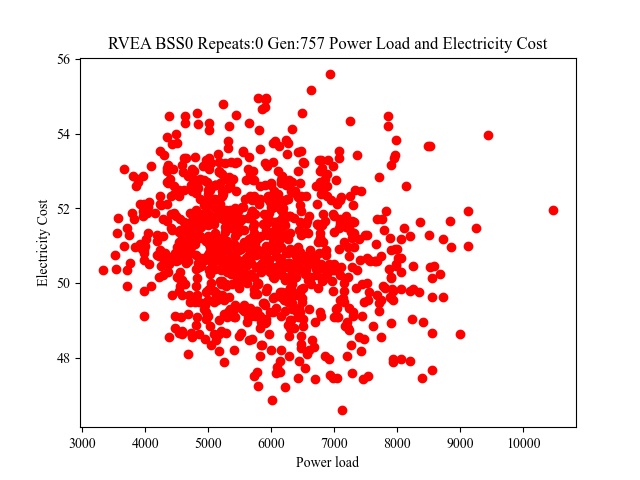 RVEA BSS0 Repeats:0 Gen:757 Power Load and Electricity Cost
56
54
52
50
48
Electricity Cost
3000 4000 5000 6000 7000 8000 9000 10000
Power load